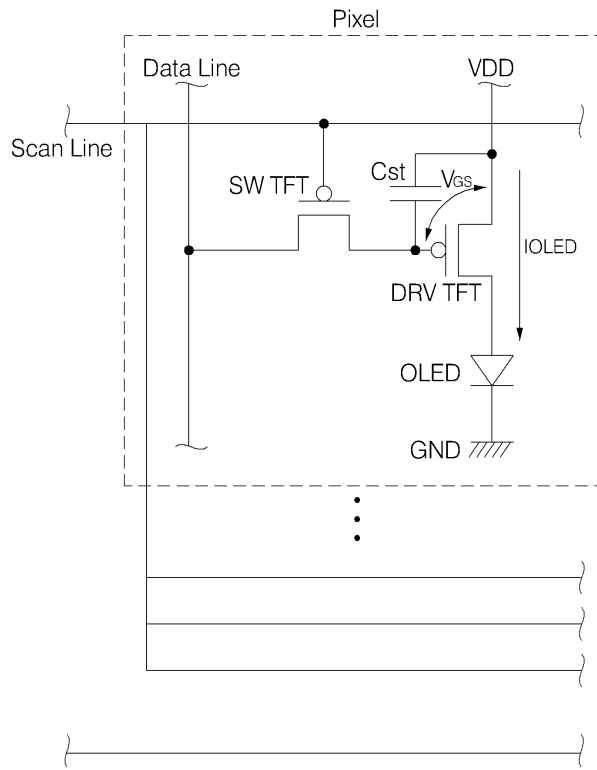 Pixel
Data Line
VDD
Scan Line
Cst
VGS
SW TFT
IOLED
DRV TFT
OLED
GND